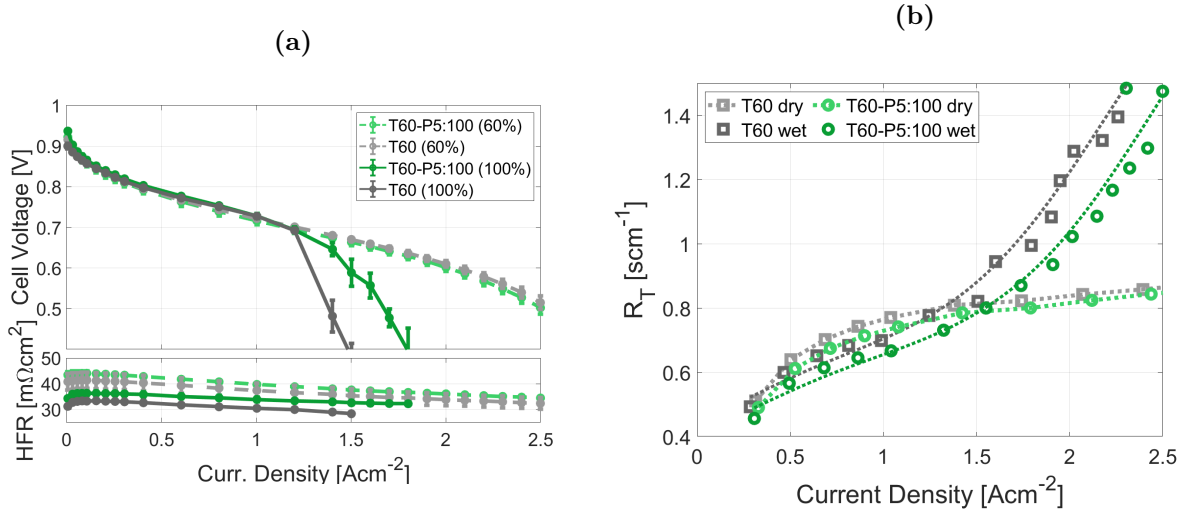 (a)
1
0.9
0.8
0.7
0.6
0.5
Cell Voltage [V]
T60-P5:100 (60%)
T60 (60%)
T60-P5:100 (100%)
T60 (100%)
50
40
30
HFR [mΩcm²]
0
0.5
1
1.5
2
2.5
Curr. Density [Acm⁻²]
(b)
1.4
1.2
1
0.8
0.6
0.4
R_T [scm⁻¹]
T60 dry
T60 wet
T60-P5:100 dry
T60-P5:100 wet
0.5
1
1.5
2
2.5
Current Density [Acm⁻²]